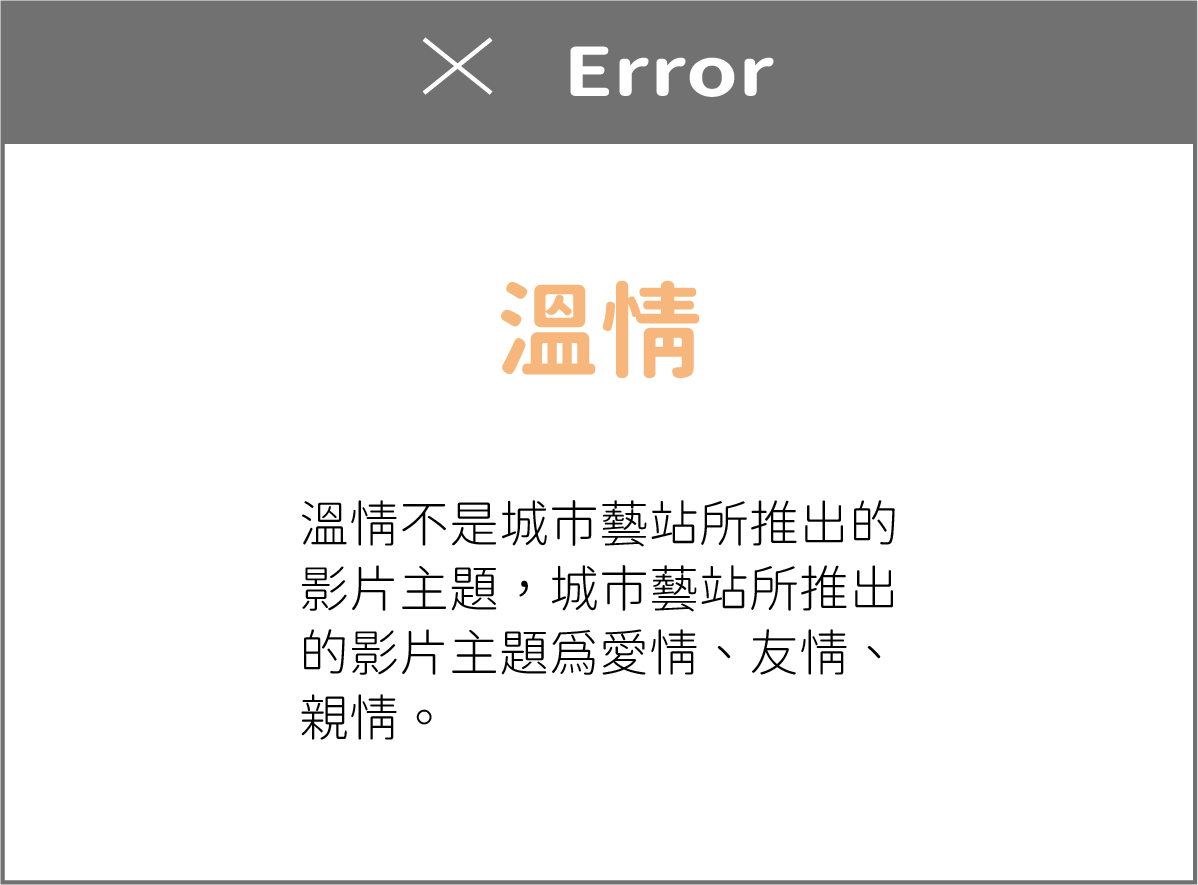 × Error
溫情
溫情不是城市藝站所推出的
影片主題，城市藝站所推出
的影片主題為愛情、友情、
親情。